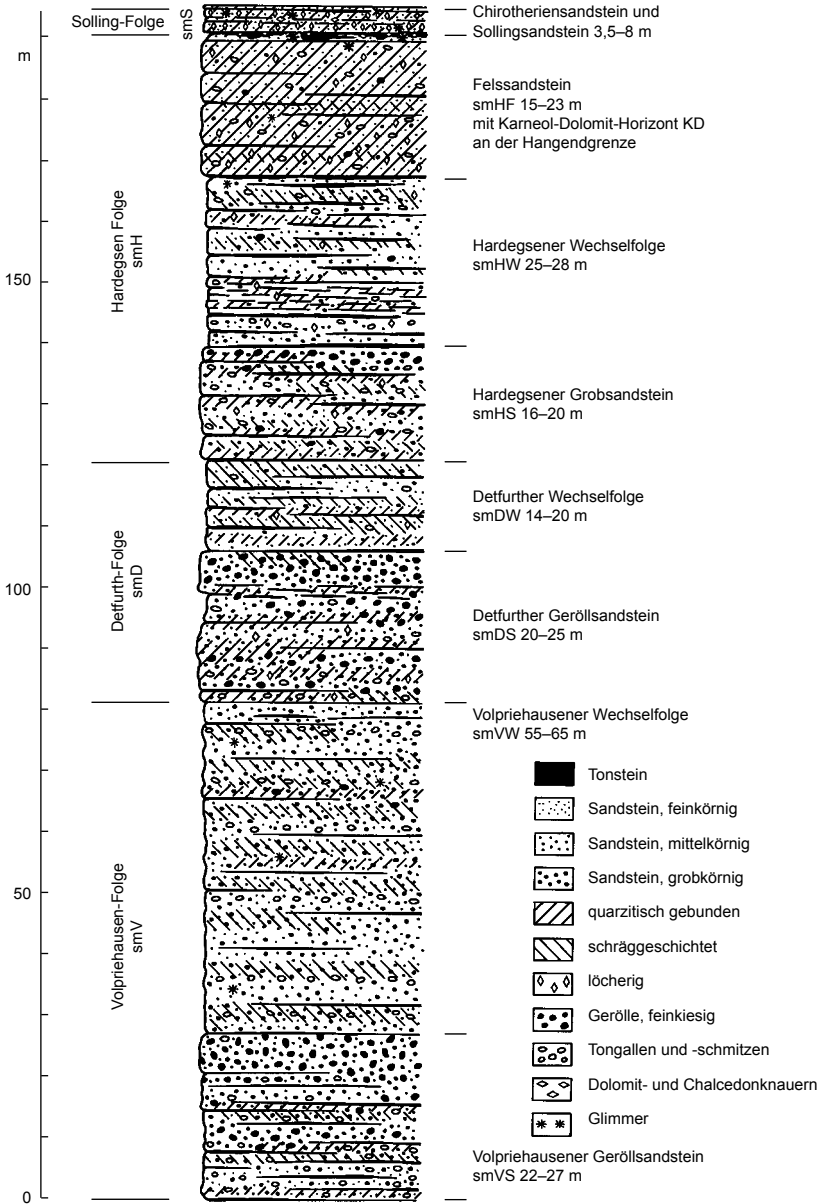 Solling-Folge
smS
Chirotheriensandstein und
Sollingsandstein 3,5–8 m
m
Felssandstein
smHF 15–23 m
mit Karneol-Dolomit-Horizont KD
an der Hangendgrenze
Hardegsen Folge
smH
150
Hardegsener Wechselfolge
smHW 25–28 m
Hardegsener Grobsandstein
smHS 16–20 m
Detfurther Wechselfolge
smDW 14–20 m
100
Detfurth-Folge
smD
Detfurther Geröllsandstein
smDS 20–25 m
Volpriehausener Wechselfolge
smVW 55–65 m
Tonstein
Sandstein, feinkörnig
Sandstein, mittelkörnig
Sandstein, grobkörnig
50
Volpriehausen-Folge
smV
quarzitisch gebunden
schräggeschichtet
löcherig
Gerölle, feinkiesig
Tongallen und -schmitzen
Dolomit- und Chalcedonknauern
Glimmer
Volpriehausener Geröllsandstein
smVS 22–27 m
0